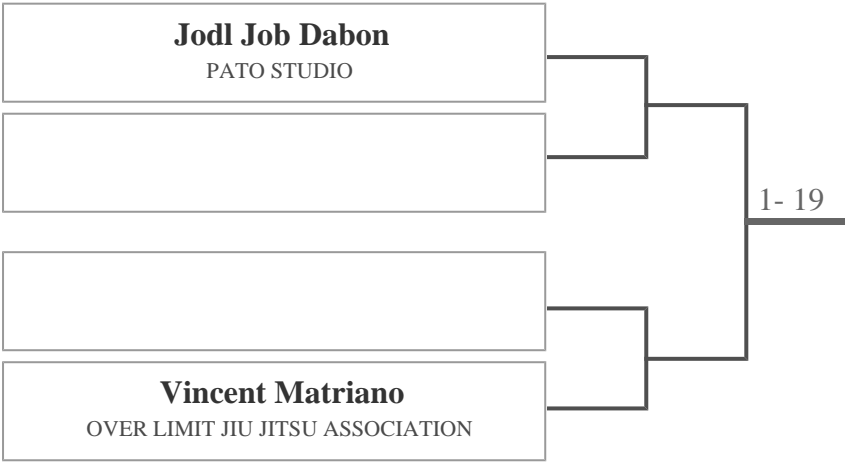 Jodl Job Dabon
PATO STUDIO
1- 19
Vincent Matriano
OVER LIMIT JIU JITSU ASSOCIATION